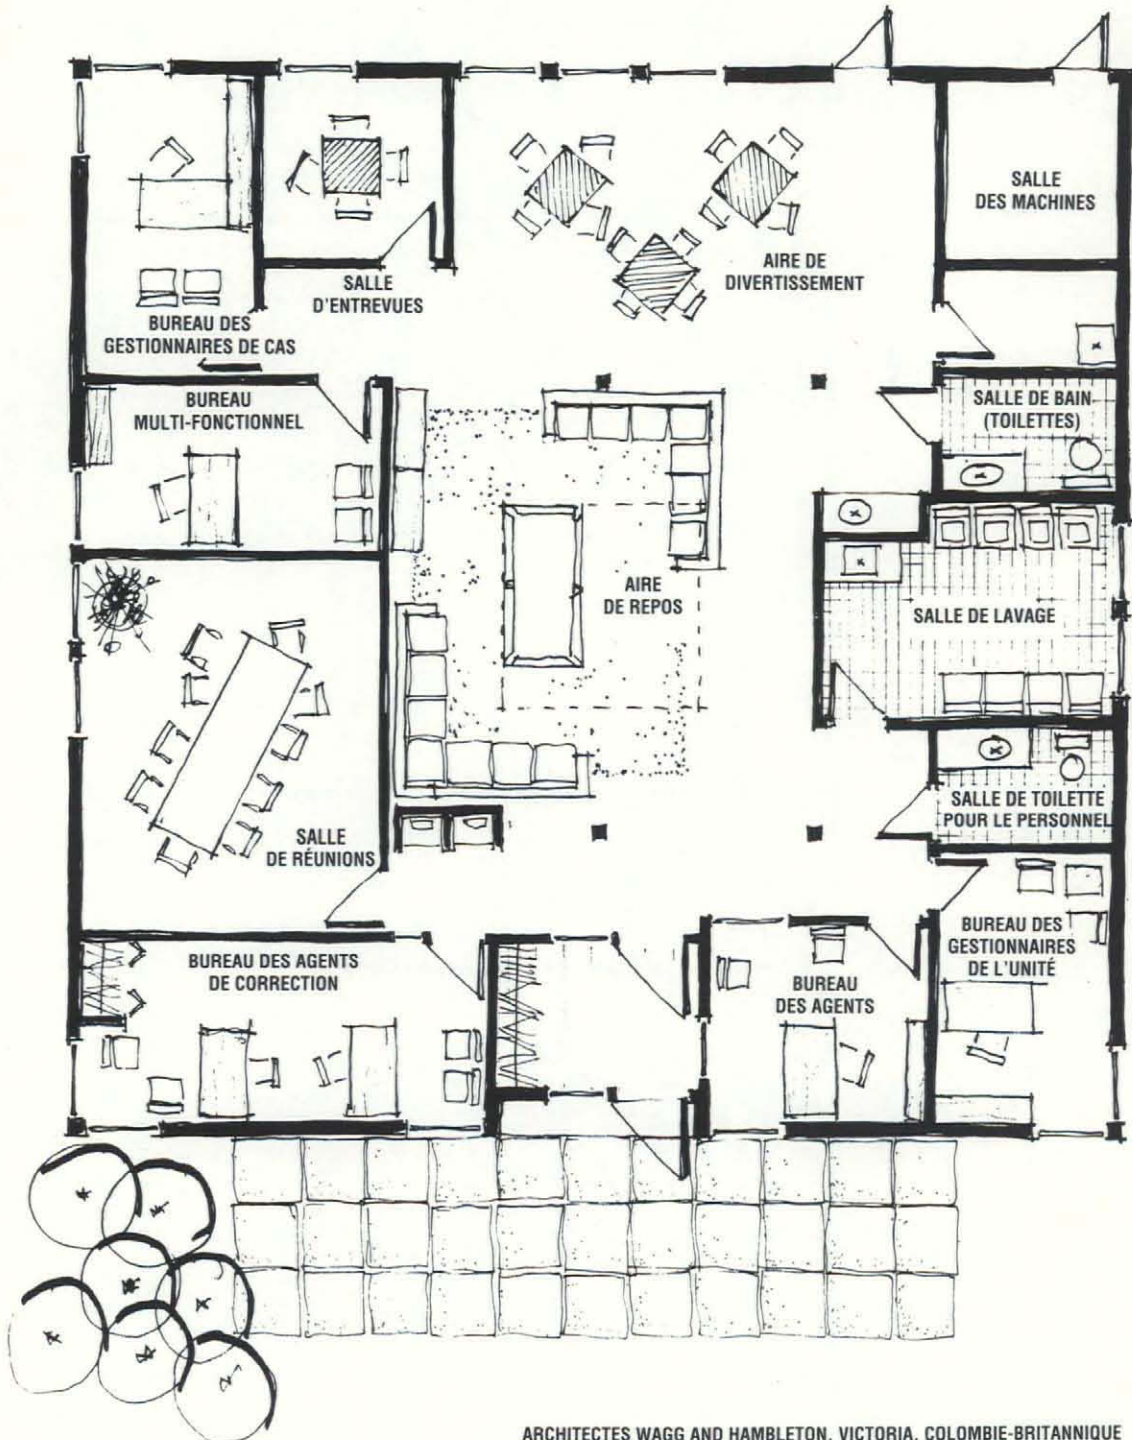 SALLE
DES MACHINES
AIRE DE
DIVERTISSEMENT
SALLE
D'ENTREVUES
BUREAU DES
GESTIONNAIRES DE CAS
BUREAU
MULTI-FONCTIONNEL
SALLE DE BAIN
(TOILETTES)
AIRE
DE REPOS
SALLE DE LAVAGE
SALLE DE TOILETTE
POUR LE PERSONNEL
SALLE
DE RÉUNIONS
BUREAU DES
GESTIONNAIRES
DE L'UNITÉ
BUREAU DES AGENTS
DE CORRECTION
BUREAU
DES AGENTS
ARCHITECTES WAGG AND HAMBLETON, VICTORIA, COLOMBIE-BRITANNIQUE